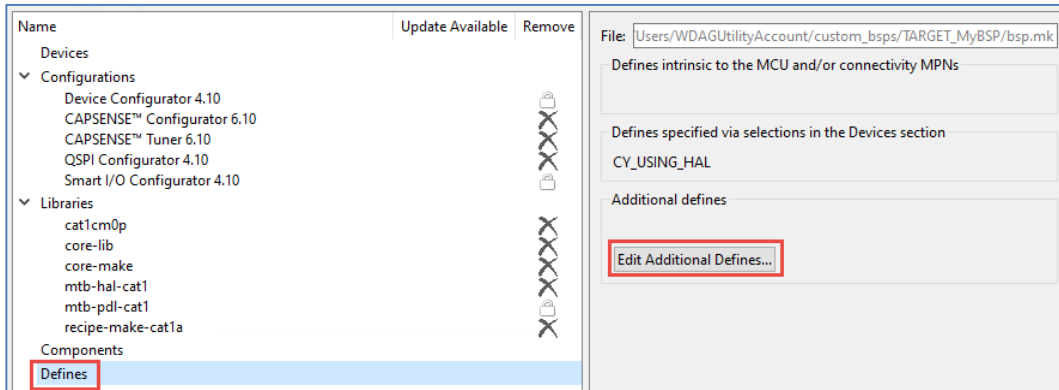 Name Update Available Remove
Devices
Configurations
Device Configurator 4.10
CAPSENSE™ Configurator 6.10
CAPSENSE™ Tuner 6.10
QSPI Configurator 4.10
Smart I/O Configurator 4.10
Libraries
cat1cm0p
core-lib
core-make
mtb-hal-cat1
mtb-pdl-cat1
recipe-make-cat1a
Components
Defines
File: 'Users/WDAGUtilityAccount/custom_bsps/TARGET_MyBSP/bsp.mk
Defines intrinsic to the MCU and/or connectivity MPNs
Defines specified via selections in the Devices section
CY_USING_HAL
Additional defines
Edit Additional Defines...